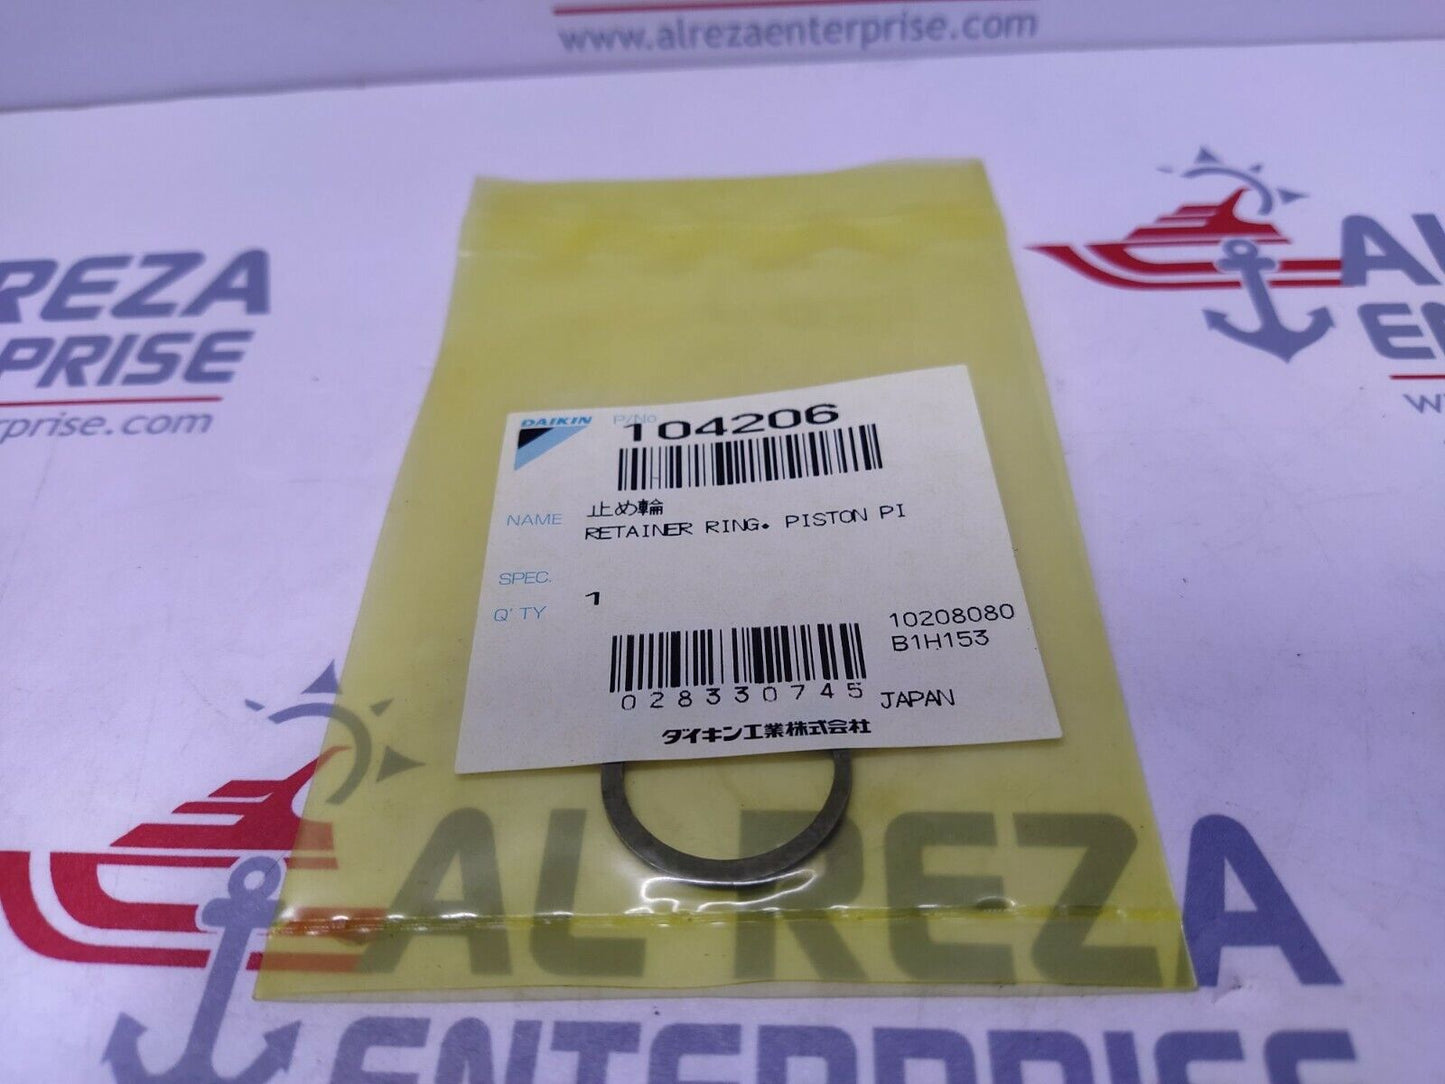 www.alrezaenterprise.com
REZA
PRISE
rprise.com
AL
EN
w
DAIKIN P/No 104206
NAME 止め輪
RETAINER RING. PISTON PI
SPEC.
Q'TY 1
10208080
B1H153
028330745 JAPAN
ダイキン工業株式会社
AL REZA
ENTERPRISE